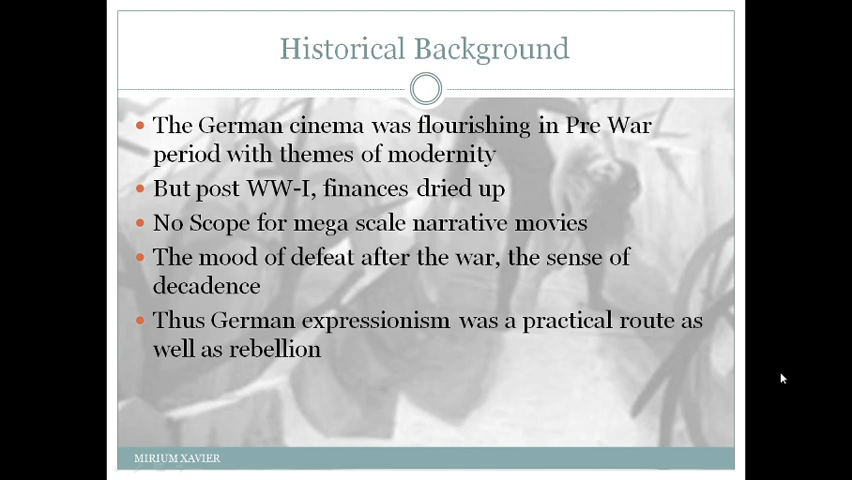 Historical Background
• The German cinema was flourishing in Pre War
period with themes of modernity
• But post WW-I, finances dried up
• No Scope for mega scale narrative movies
• The mood of defeat after the war, the sense of
decadence
• Thus German expressionism was a practical route as
well as rebellion
MIRIUM XAVIER